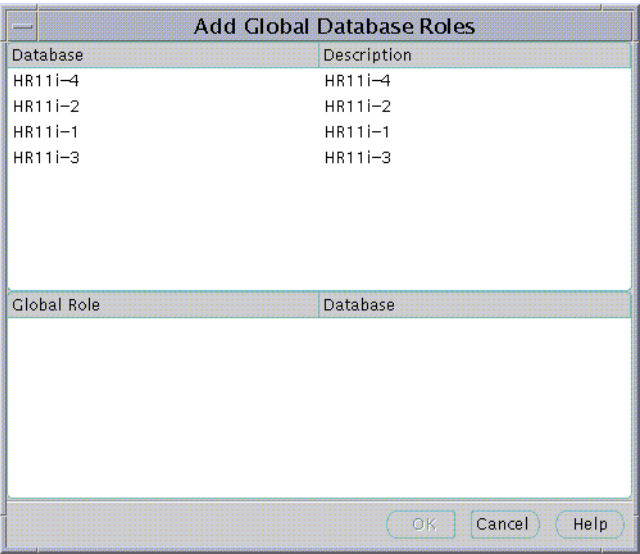 Add Global Database Roles
Database Description
HR11i-4 HR11i-4
HR11i-2 HR11i-2
HR11i-1 HR11i-1
HR11i-3 HR11i-3
Global Role Database
OK Cancel Help